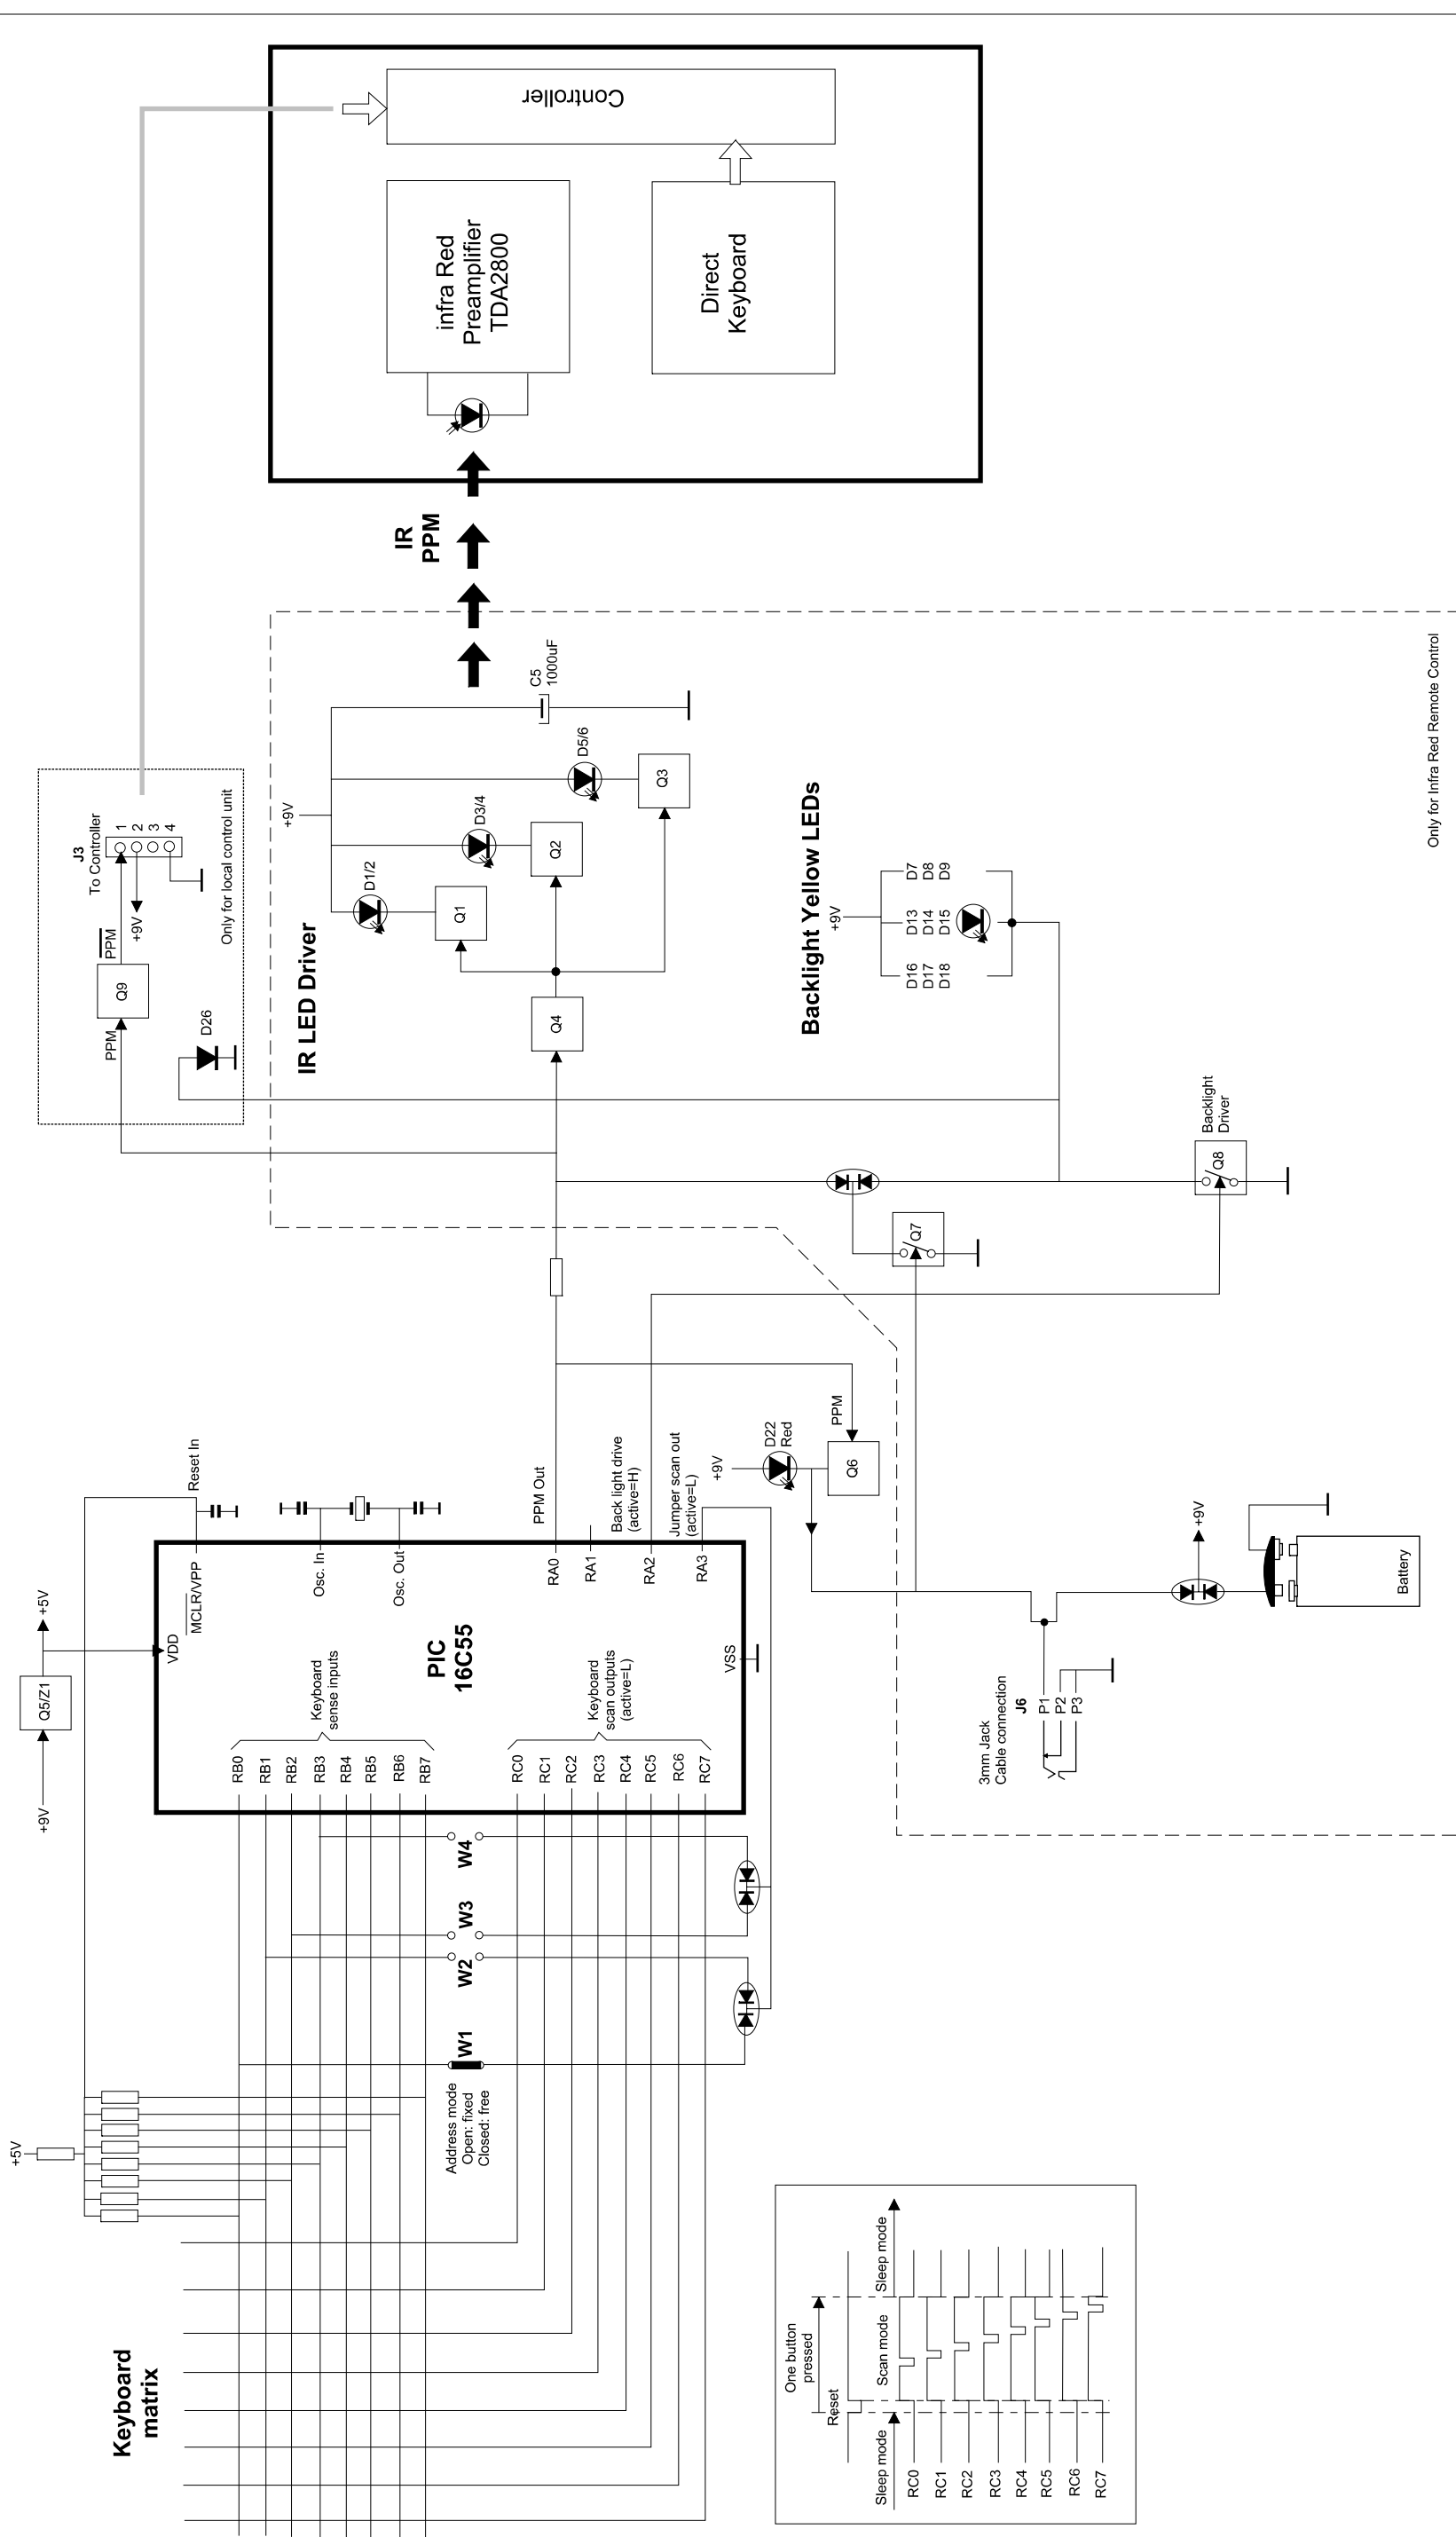 Controller
infra Red
Preamplifier
TDA2800
Direct
Keyboard
IR
PPM
Only for Infra Red Remote Control
J3
To Controller
1
2
3
4
+9V
PPM
Q9
PPM
D26
Only for local control unit
IR LED Driver
+9V
C5
1000uF
D5/6
Q3
D3/4
Q2
D1/2
Q1
Q4
Backlight Yellow LEDs
+9V
D7
D8
D9
D13
D14
D15
D16
D17
D18
Backlight
Driver
Q8
Q7
Q5/Z1
+9V
+5V
VDD
MCLR/VPP
Reset In
Osc. In
Osc. Out
PPM Out
RA0
RA1
Back light drive
(active=H)
RA2
Jumper scan out
(active=L)
RA3
PIC
16C55
VSS
Keyboard
sense inputs
RB0
RB1
RB2
RB3
RB4
RB5
RB6
RB7
Keyboard
scan outputs
(active=L)
RC0
RC1
RC2
RC3
RC4
RC5
RC6
RC7
+9V
D22
Red
PPM
Q6
+9V
Battery
3mm Jack
Cable connection
J6
P1
P2
P3
W4
W3
W2
W1
Address mode
Open: fixed
Closed: free
+5V
Keyboard
matrix
One button
pressed
Reset
Sleep mode
Scan mode
Sleep mode
RC0
RC1
RC2
RC3
RC4
RC5
RC6
RC7